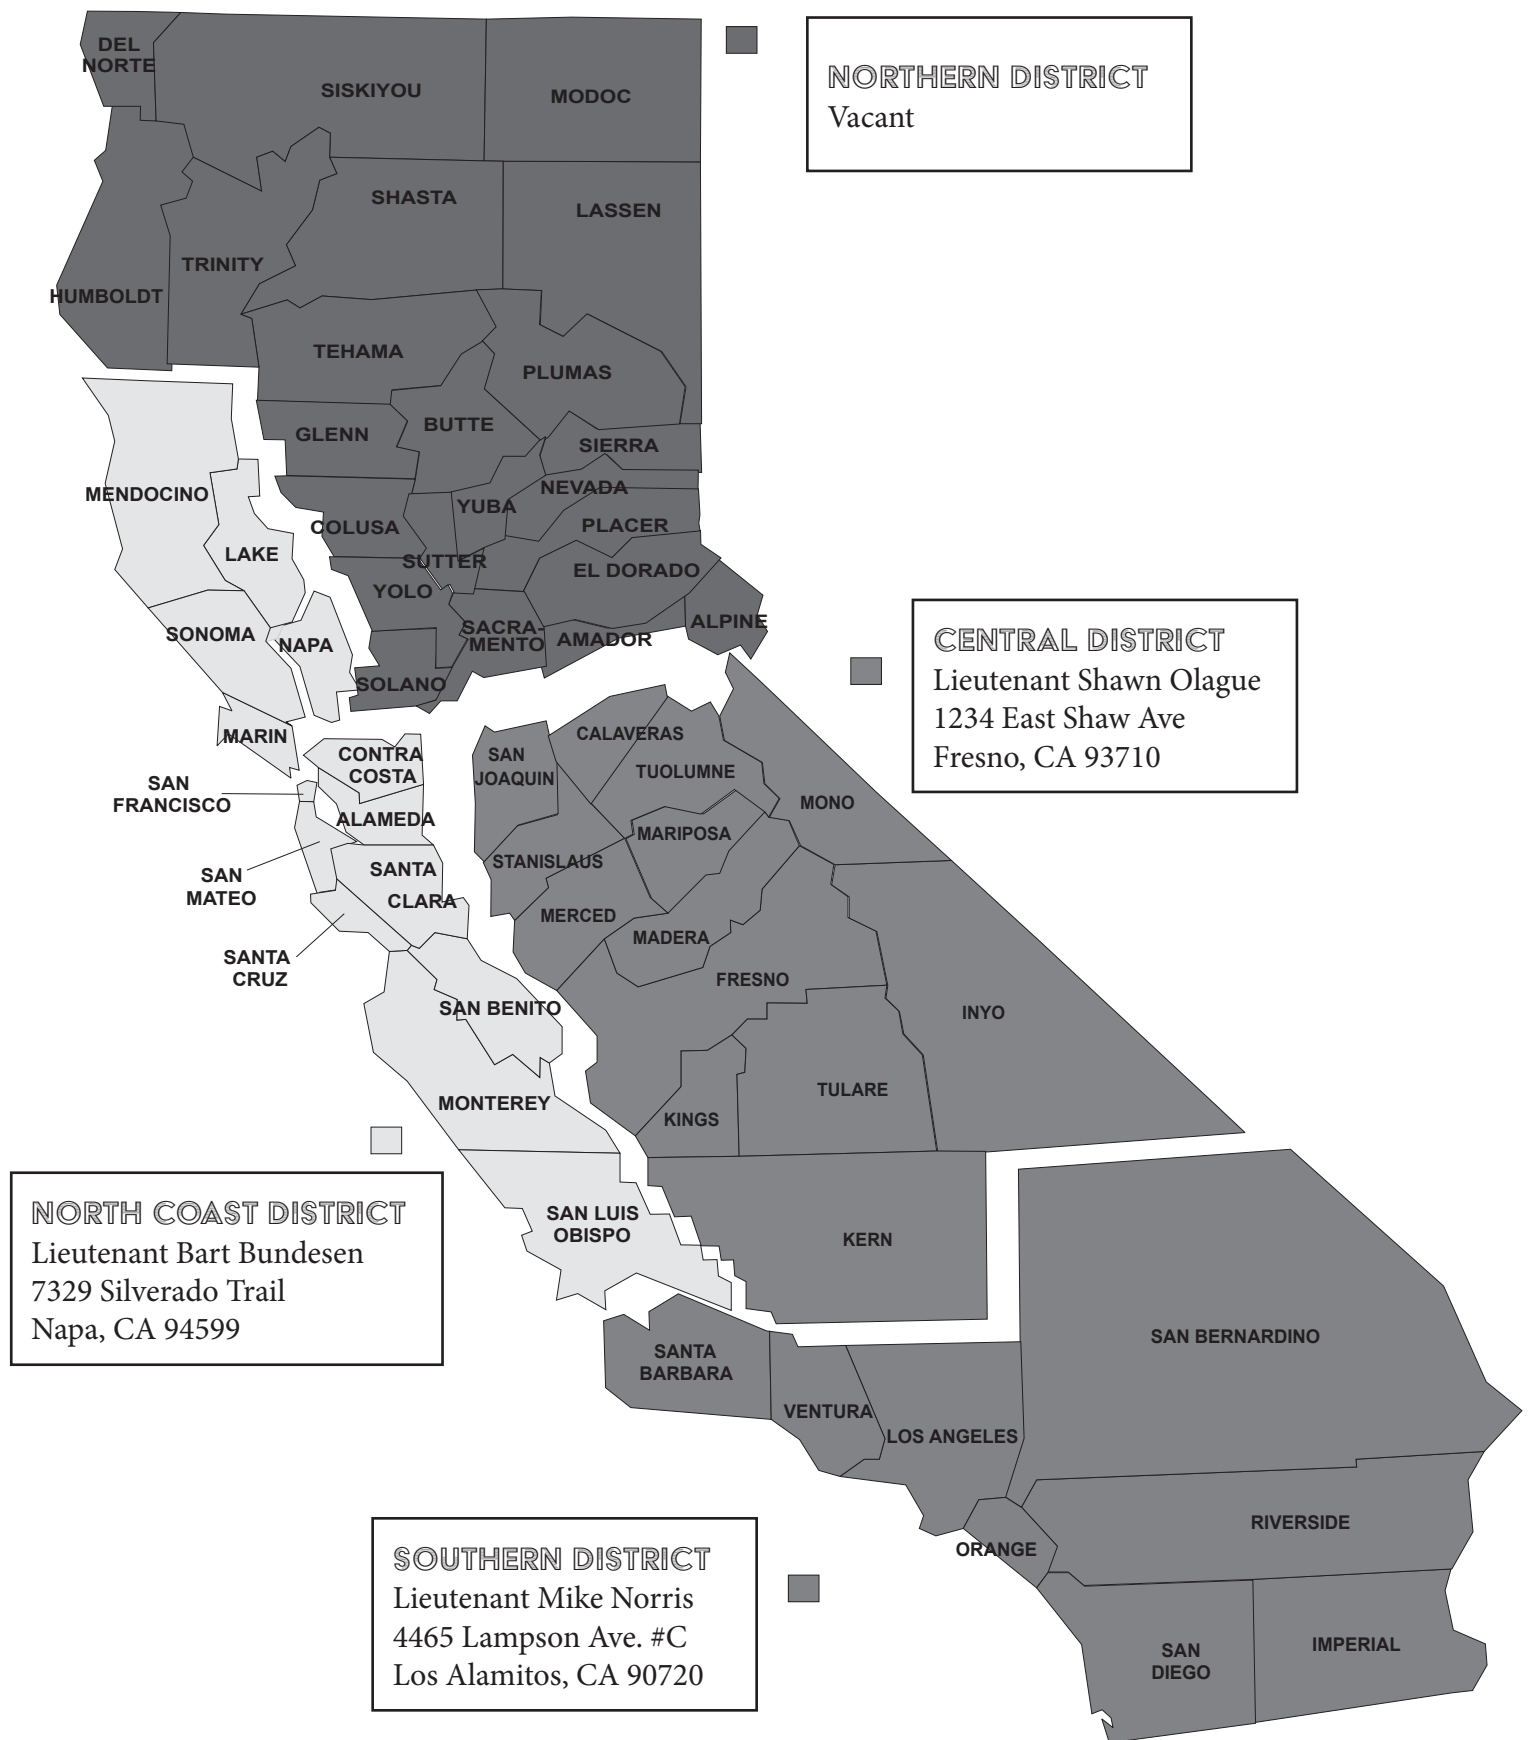 DEL
NORTE
SISKIYOU
MODOC
NORTHERN DISTRICT
Vacant
SHASTA
LASSEN
TRINITY
HUMBOLDT
TEHAMA
PLUMAS
BUTTE
GLENN
SIERRA
MENDOCINO
NEVADA
YUBA
COLUSA
PLACER
LAKE
SUTTER
EL DORADO
YOLO
SONOMA
NAPA
SACRA-
MENTO
AMADOR
ALPINE
SOLANO
CENTRAL DISTRICT
Lieutenant Shawn Olague
1234 East Shaw Ave
Fresno, CA 93710
MARIN
CONTRA
COSTA
SAN
JOAQUIN
CALAVERAS
TUOLUMNE
MONO
SAN
FRANCISCO
ALAMEDA
MARIPOSA
STANISLAUS
SAN
MATEO
SANTA
CLARA
MERCED
MADERA
SANTA
CRUZ
FRESNO
SAN BENITO
INYO
MONTEREY
TULARE
KINGS
NORTH COAST DISTRICT
Lieutenant Bart Bundesen
7329 Silverado Trail
Napa, CA 94599
SAN LUIS
OBISPO
KERN
SAN BERNARDINO
SANTA
BARBARA
VENTURA
LOS ANGELES
RIVERSIDE
ORANGE
SOUTHERN DISTRICT
Lieutenant Mike Norris
4465 Lampson Ave. #C
Los Alamitos, CA 90720
SAN
DIEGO
IMPERIAL